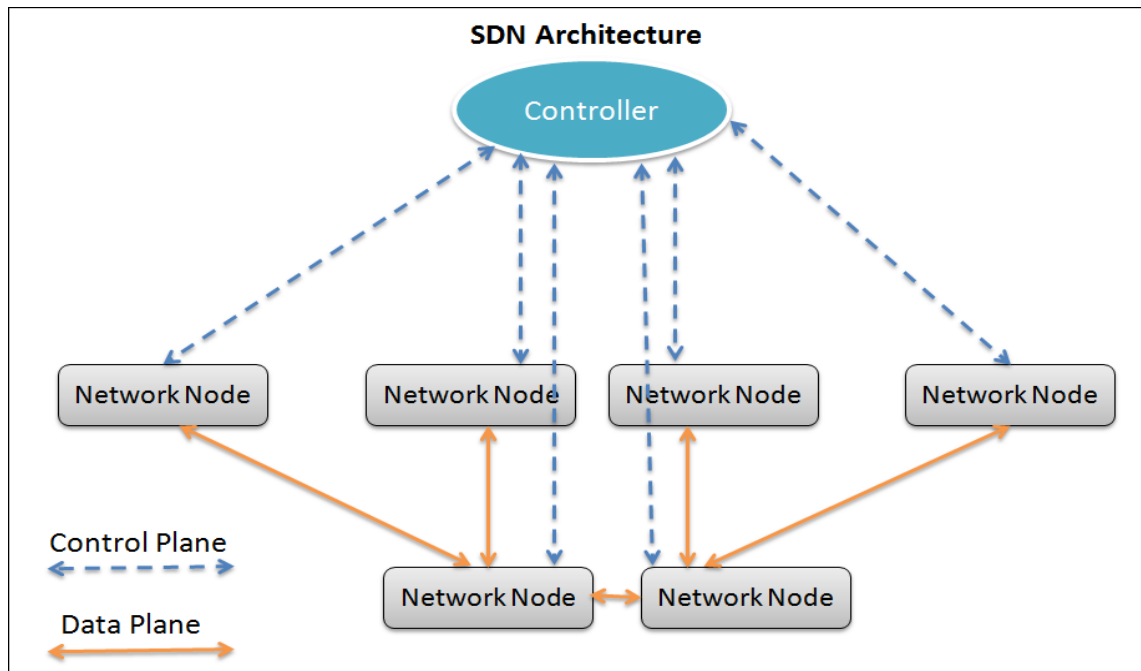 SDN Architecture
Controller
Network Node
Network Node
Network Node
Network Node
Control Plane
Network Node
Network Node
Data Plane